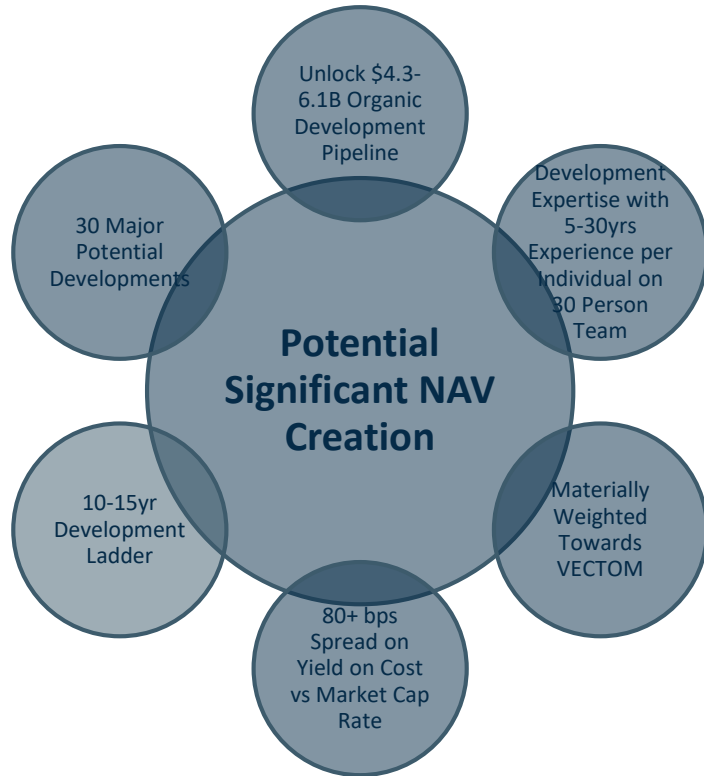 Unlock $4.3-
6.1B Organic
Development
Pipeline
Development
Expertise with
5-30yrs
Experience per
Individual on
30 Person
Team
Materially
Weighted
Towards
VECTOM
80+ bps
Spread on
Yield on Cost
vs Market Cap
Rate
10-15yr
Development
Ladder
30 Major
Potential
Developments
Potential
Significant NAV
Creation